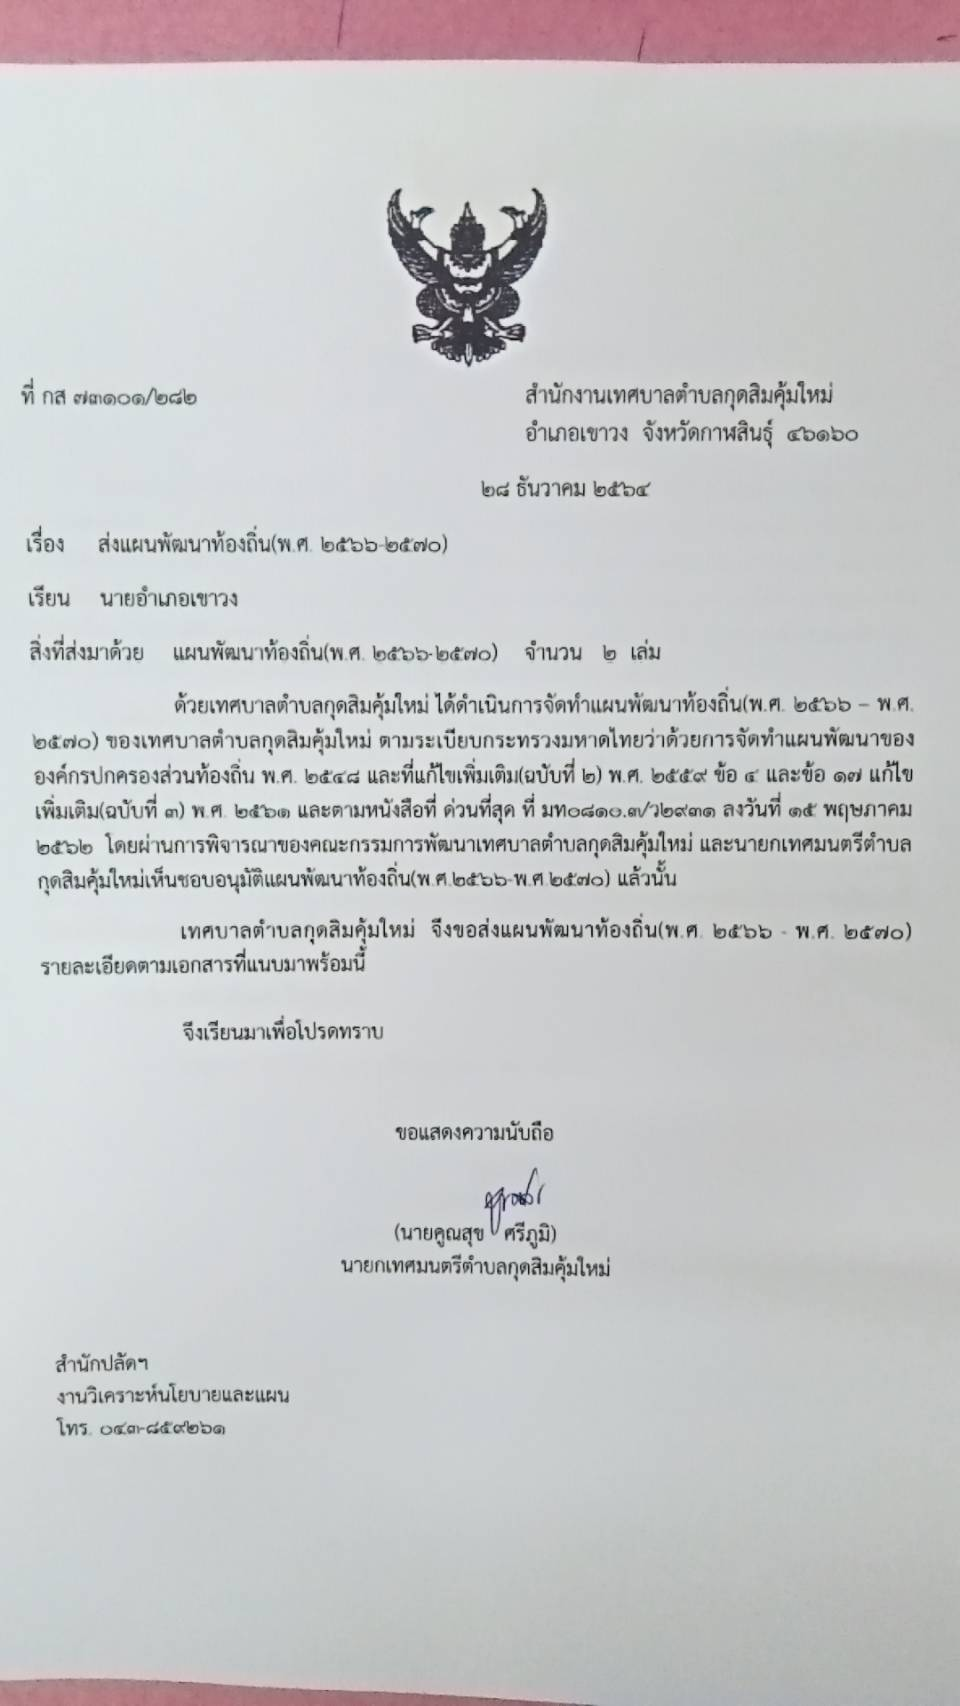 ที่ กส ๗๓๑๐๑/๒๘๒
สำนักงานเทศบาลตำบลกุดสิมคุ้มใหม่
อำเภอเขาวง จังหวัดกาฬสินธุ์ ๔๖๑๖๐
๒๘ ธันวาคม ๒๕๖๔
เรื่อง ส่งแผนพัฒนาท้องถิ่น(พ.ศ. ๒๕๖๖-๒๕๗๐)
เรียน นายอำเภอเขาวง
สิ่งที่ส่งมาด้วย แผนพัฒนาท้องถิ่น(พ.ศ. ๒๕๖๖-๒๕๗๐) จำนวน ๒ เล่ม
ด้วยเทศบาลตำบลกุดสิมคุ้มใหม่ ได้ดำเนินการจัดทำแผนพัฒนาท้องถิ่น(พ.ศ. ๒๕๖๖ – พ.ศ.
๒๕๗๐) ของเทศบาลตำบลกุดสิมคุ้มใหม่ ตามระเบียบกระทรวงมหาดไทยว่าด้วยการจัดทำแผนพัฒนาของ
องค์กรปกครองส่วนท้องถิ่น พ.ศ. ๒๕๔๘ และที่แก้ไขเพิ่มเติม(ฉบับที่ ๒) พ.ศ. ๒๕๕๙ ข้อ ๔ และข้อ ๑๗ แก้ไข
เพิ่มเติม(ฉบับที่ ๓) พ.ศ. ๒๕๖๑ และตามหนังสือที่ ด่วนที่สุด ที่ มท๐๘๑๐.๓/ว๒๙๓๑ ลงวันที่ ๑๕ พฤษภาคม
๒๕๖๒ โดยผ่านการพิจารณาของคณะกรรมการพัฒนาเทศบาลตำบลกุดสิมคุ้มใหม่ และนายกเทศมนตรีตำบล
กุดสิมคุ้มใหม่เห็นชอบอนุมัติแผนพัฒนาท้องถิ่น(พ.ศ.๒๕๖๖-พ.ศ.๒๕๗๐) แล้วนั้น
เทศบาลตำบลกุดสิมคุ้มใหม่ จึงขอส่งแผนพัฒนาท้องถิ่น(พ.ศ. ๒๕๖๖ - พ.ศ. ๒๕๗๐)
รายละเอียดตามเอกสารที่แนบมาพร้อมนี้
จึงเรียนมาเพื่อโปรดทราบ
ขอแสดงความนับถือ
(นายคูณสุข ศรีภูมิ)
นายกเทศมนตรีตำบลกุดสิมคุ้มใหม่
สำนักปลัดฯ
งานวิเคราะห์นโยบายและแผน
โทร. ๐๔๓-๘๕๙๒๖๑